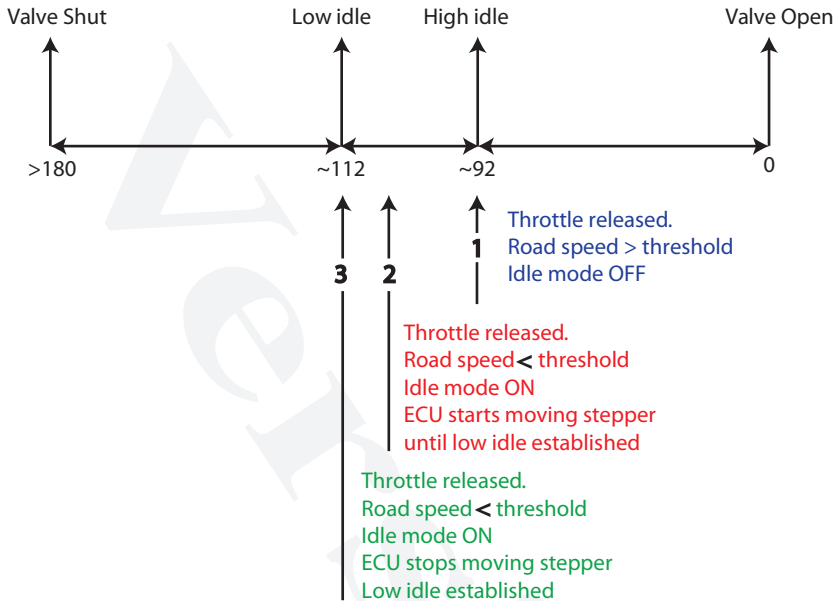 Valve Shut
Low idle
High idle
Valve Open
>180
~112
~92
0
1
Throttle released.
Road speed > threshold
Idle mode OFF
3
2
Throttle released.
Road speed < threshold
Idle mode ON
ECU starts moving stepper
until low idle established
Throttle released.
Road speed < threshold
Idle mode ON
ECU stops moving stepper
Low idle established
Vers